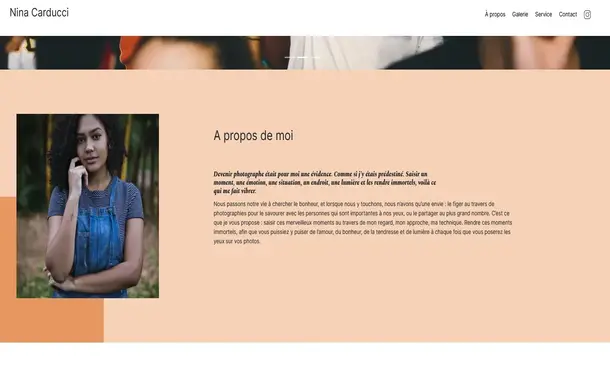 Nina Carducci
À propos Galerie Service Contact
A propos de moi
Devenir photographe était pour moi une évidence. Comme si j'y étais prédestiné. Saisir un
moment, une émotion, une situation, un endroit, une lumière et les rendre immortels, voilà ce
qui me fait vibrer.
Nous passons notre vie à chercher le bonheur, et lorsque nous y touchons, nous n'avons qu'une envie : le figer au travers de
photographies pour le savourer avec les personnes qui sont importantes à nos yeux, ou le partager au plus grand nombre. C'est ce
que je vous propose : saisir ces merveilleux moments au travers de mon regard, mon approche, ma technique. Rendre ces moments
immortels, afin que vous puissiez y puiser de l'amour, du bonheur, de la tendresse et de lumière à chaque fois que vous poserez les
yeux sur vos photos.